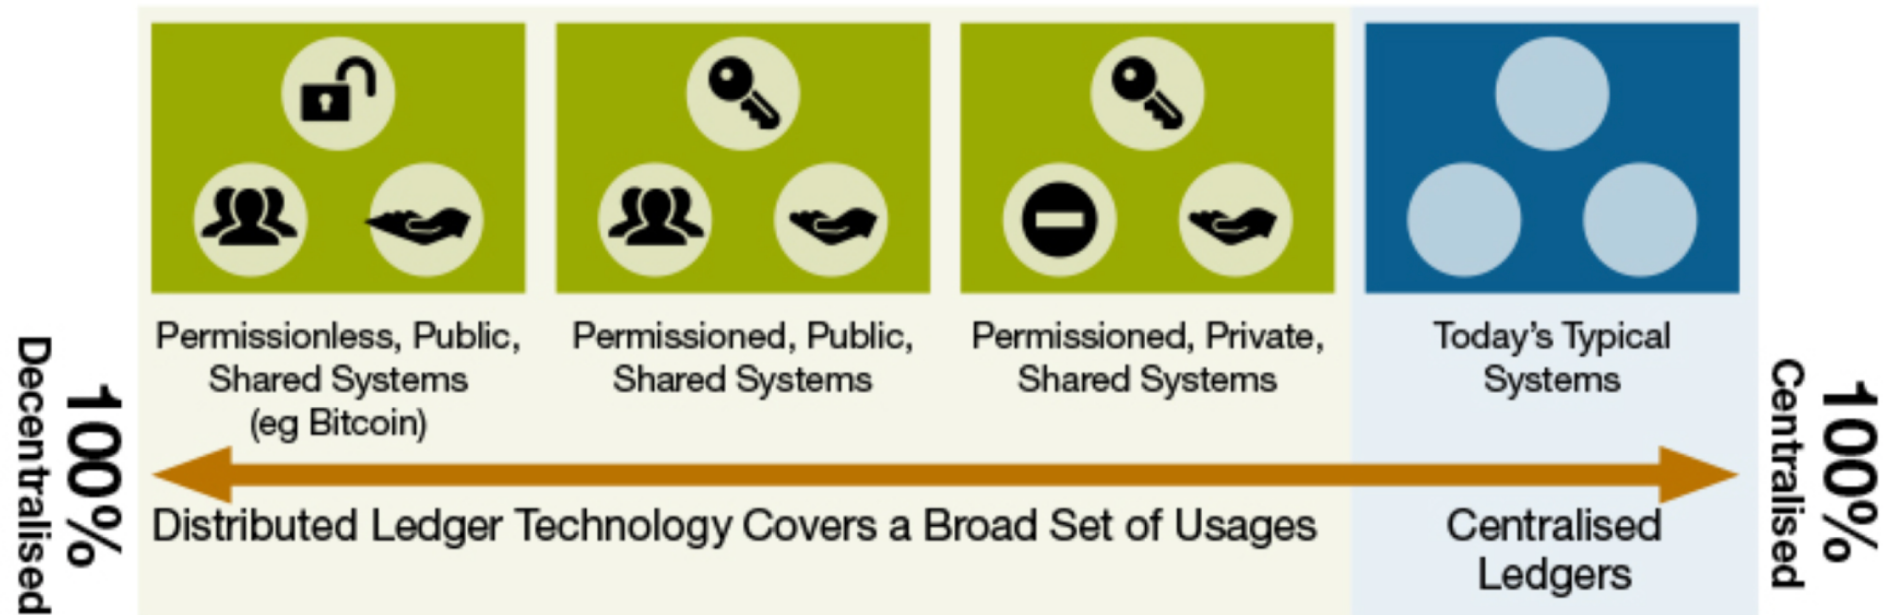 Permissionless, Public,
Shared Systems
(eg Bitcoin)
Permissioned, Public,
Shared Systems
Permissioned, Private,
Shared Systems
Today's Typical
Systems
100%
Decentralised
100%
Centralised
Distributed Ledger Technology Covers a Broad Set of Usages
Centralised
Ledgers